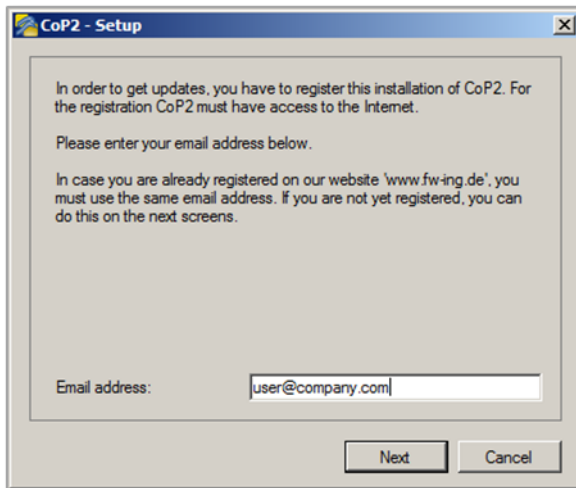 CoP2 - Setup
In order to get updates, you have to register this installation of CoP2. For
the registration CoP2 must have access to the Internet.
Please enter your email address below.
In case you are already registered on our website 'www.fw-ing.de', you
must use the same email address. If you are not yet registered, you can
do this on the next screens.
Email address: user@company.com
Next Cancel